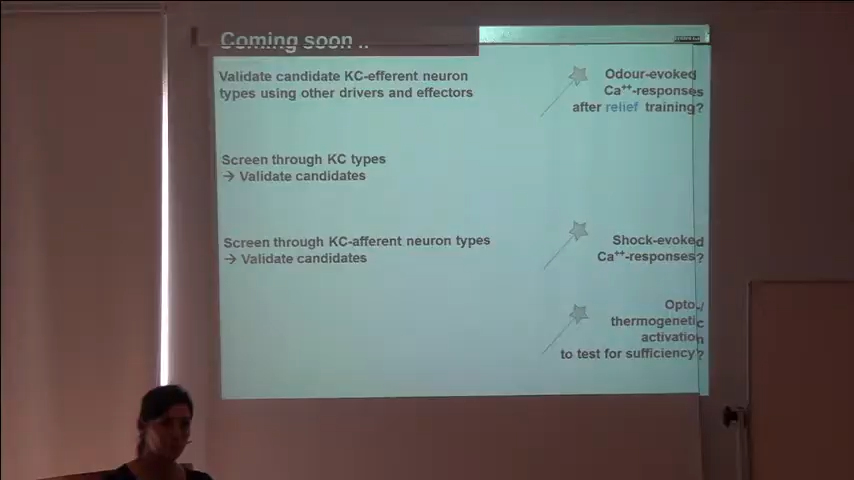 Coming soon ..
Validate candidate KC-efferent neuron
types using other drivers and effectors
Odour-evoked
Ca++-responses
after relief training?
Screen through KC types
→ Validate candidates
Screen through KC-afferent neuron types
→ Validate candidates
Shock-evoked
Ca++-responses?
Opto-/
thermogenetic
activation
to test for sufficiency?